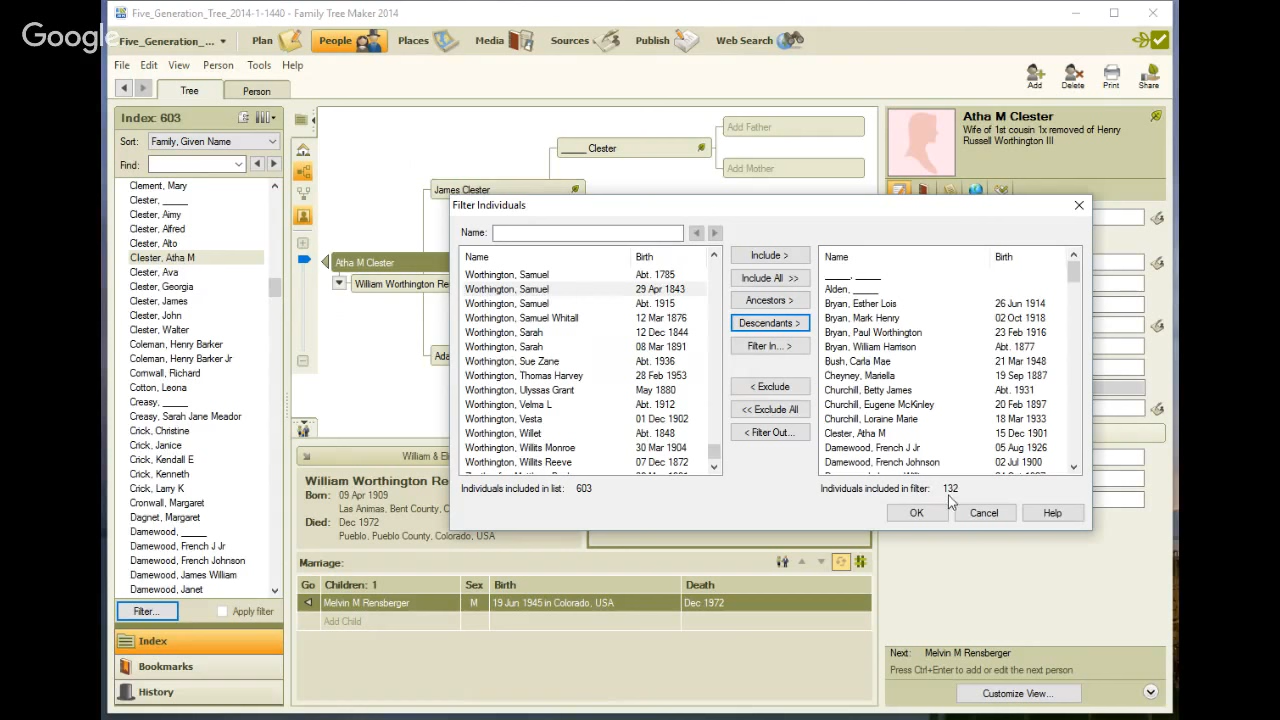 Google
Five_Generation_Tree_2014-1-1440 - Family Tree Maker 2014
Five_Generation_...
Plan
People
Places
Media
Sources
Publish
Web Search
File Edit View Person Tools Help
Tree
Person
Add
Delete
Print
Share
Index: 603
Sort: Family, Given Name
Find:
Clement, Mary
Clester, _____
Clester, Aimy
Clester, Alfred
Clester, Alto
Clester, Atha M
Clester, Ava
Clester, Georgia
Clester, James
Clester, John
Clester, Walter
Coleman, Henry Barker
Coleman, Henry Barker Jr
Cornwall, Richard
Cotton, Leona
Creasy, _____
Creasy, Sarah Jane Meador
Crick, Christine
Crick, Janice
Crick, Kendall E
Crick, Kenneth
Crick, Larry K
Cronwall, Margaret
Dagnet, Margaret
Damewood, _____
Damewood, French J Jr
Damewood, French Johnson
Damewood, James William
Damewood, Janet
Filter...
Apply filter
Index
Bookmarks
History
Add Father
_____ Clester
Add Mother
James Clester
Atha M Clester
William Worthington Re
Ada
Atha M Clester
Wife of 1st cousin 1x removed of Henry
Russell Worthington III
Filter Individuals
Name:
Name Birth
Worthington, Samuel Abt. 1785
Worthington, Samuel 29 Apr 1843
Worthington, Samuel Abt. 1915
Worthington, Samuel Whitall 12 Mar 1876
Worthington, Sarah 12 Dec 1844
Worthington, Sarah 08 Mar 1891
Worthington, Sue Zane Abt. 1936
Worthington, Thomas Harvey 28 Feb 1953
Worthington, Ulyssas Grant May 1880
Worthington, Velma L Abt. 1912
Worthington, Vesta 01 Dec 1902
Worthington, Willet Abt. 1848
Worthington, Willits Monroe 30 Mar 1904
Worthington, Willits Reeve 07 Dec 1872
Individuals included in list: 603
Include >
Include All >>
Ancestors >
Descendants >
Filter In... >
< Exclude
<< Exclude All
< Filter Out...
Name Birth
_____, _____
Alden, _____
Bryan, Esther Lois 26 Jun 1914
Bryan, Mark Henry 02 Oct 1918
Bryan, Paul Worthington 23 Feb 1916
Bryan, William Harrison Abt. 1877
Bush, Carla Mae 21 Mar 1948
Cheyney, Mariella 19 Sep 1887
Churchill, Betty James Abt. 1931
Churchill, Eugene McKinley 20 Feb 1897
Churchill, Loraine Marie 18 Mar 1933
Clester, Atha M 15 Dec 1901
Damewood, French J Jr 05 Aug 1926
Damewood, French Johnson 02 Jul 1900
Individuals included in filter: 132
OK
Cancel
Help
William & El
William Worthington Re
Born: 09 Apr 1909
Las Animas, Bent County, C
Died: Dec 1972
Pueblo, Pueblo County, Colorado, USA
Marriage:
Go Children: 1 Sex Birth Death
Melvin M Rensberger M 19 Jun 1945 in Colorado, USA Dec 1972
Add Child
Next: Melvin M Rensberger
Press Ctrl+Enter to add or edit the next person
Customize View...